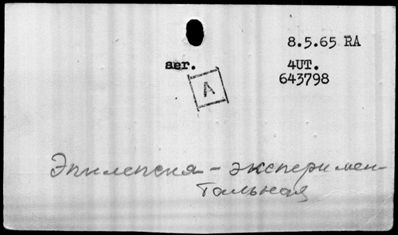 8.5.65 RA
aer. 4UT.
643798
A
Эпилепсия - эксперимен-
тальная